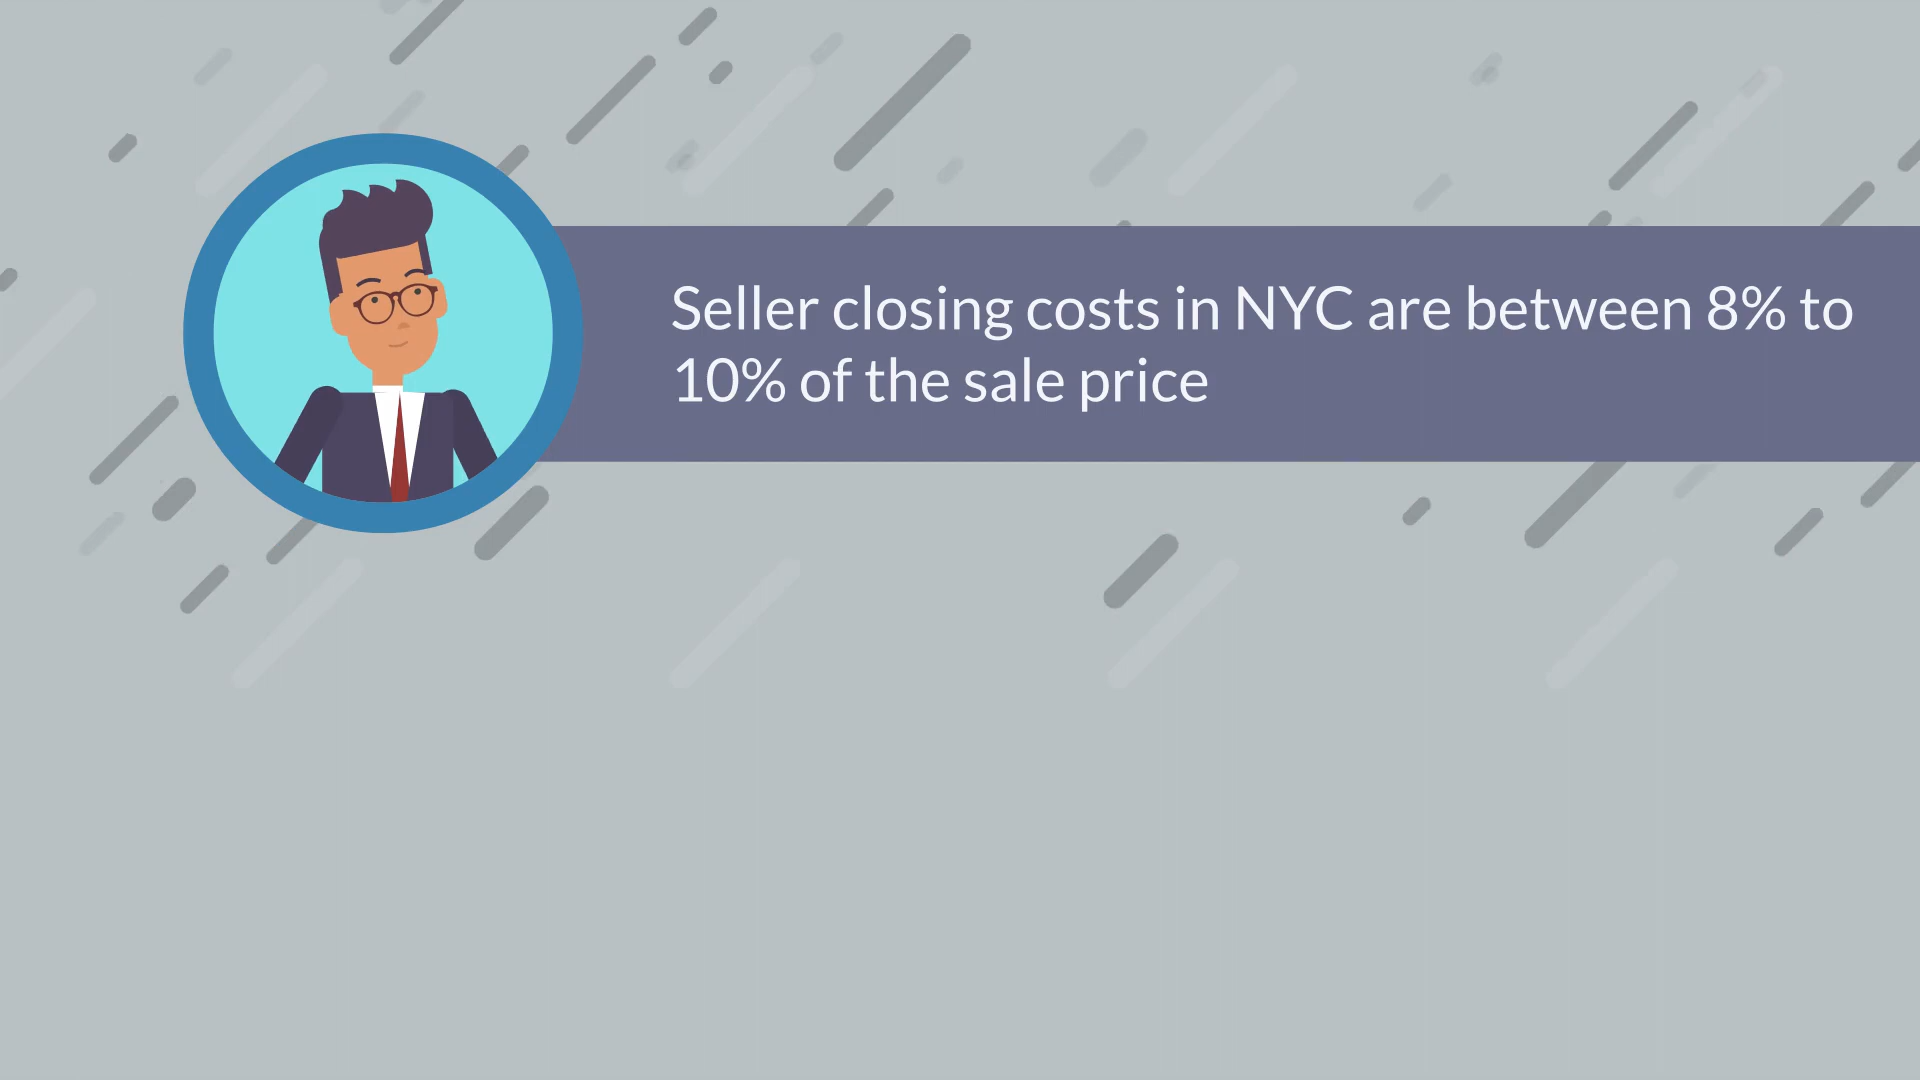 Seller closing costs in NYC are between 8% to
10% of the sale price